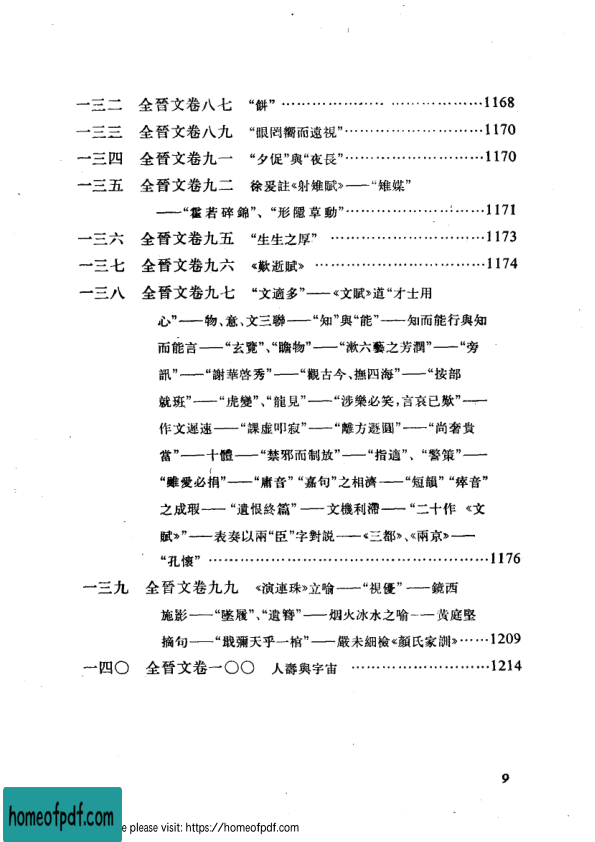 一三二 全晉文卷八七 “餅”…………………………1168
一三三 全晉文卷八九 “眼罔嚮而遠視”…………………1170
一三四 全晉文卷九一 “夕促”與“夜長”…………………1170
一三五 全晉文卷九二 徐爰註《射雉賦》——“雉媒”
——“霍若碎錦”、“形隱草動”…………………1171
一三六 全晉文卷九五 “生生之厚”…………………1173
一三七 全晉文卷九六 《歎逝賦》…………………1174
一三八 全晉文卷九七 “文適多”——《文賦》道“才士用
心”——物、意、文三聯——“知”與“能”——知而能行與知
而能言——“玄覽”、“瞻物”——“漱六藝之芳潤”——“旁
訊”——“謝華啓秀”——“觀古今、撫四海”——“按部
就班”——“虎變”、“龍見”——“涉樂必笑，言哀已歎”——
作文遲速——“課虛叩寂”——“離方遯圓”——“尚奢貴
當”——十體——“禁邪而制放”——“指適”、“警策”——
“雖愛必捐”——“庸音”“嘉句”之相濟——“短韻”“瘁音”
之成瑕——“遺恨終篇”——文機利滯——“二十作《文
賦》”——表奏以兩“臣”字對説——《三都》、《兩京》——
“孔懷”…………………………1176
一三九 全晉文卷九九 《演連珠》立喻——“視優”——鏡西
施影——“墜履”、“遺簪”——烟火冰水之喻——黃庭堅
摘句——“戢彌天乎一棺”——嚴未細檢《顏氏家訓》……1209
一四〇 全晉文卷一〇〇 人壽與宇宙…………………1214
9
homeofpdf.com
e please visit: https://homeofpdf.com